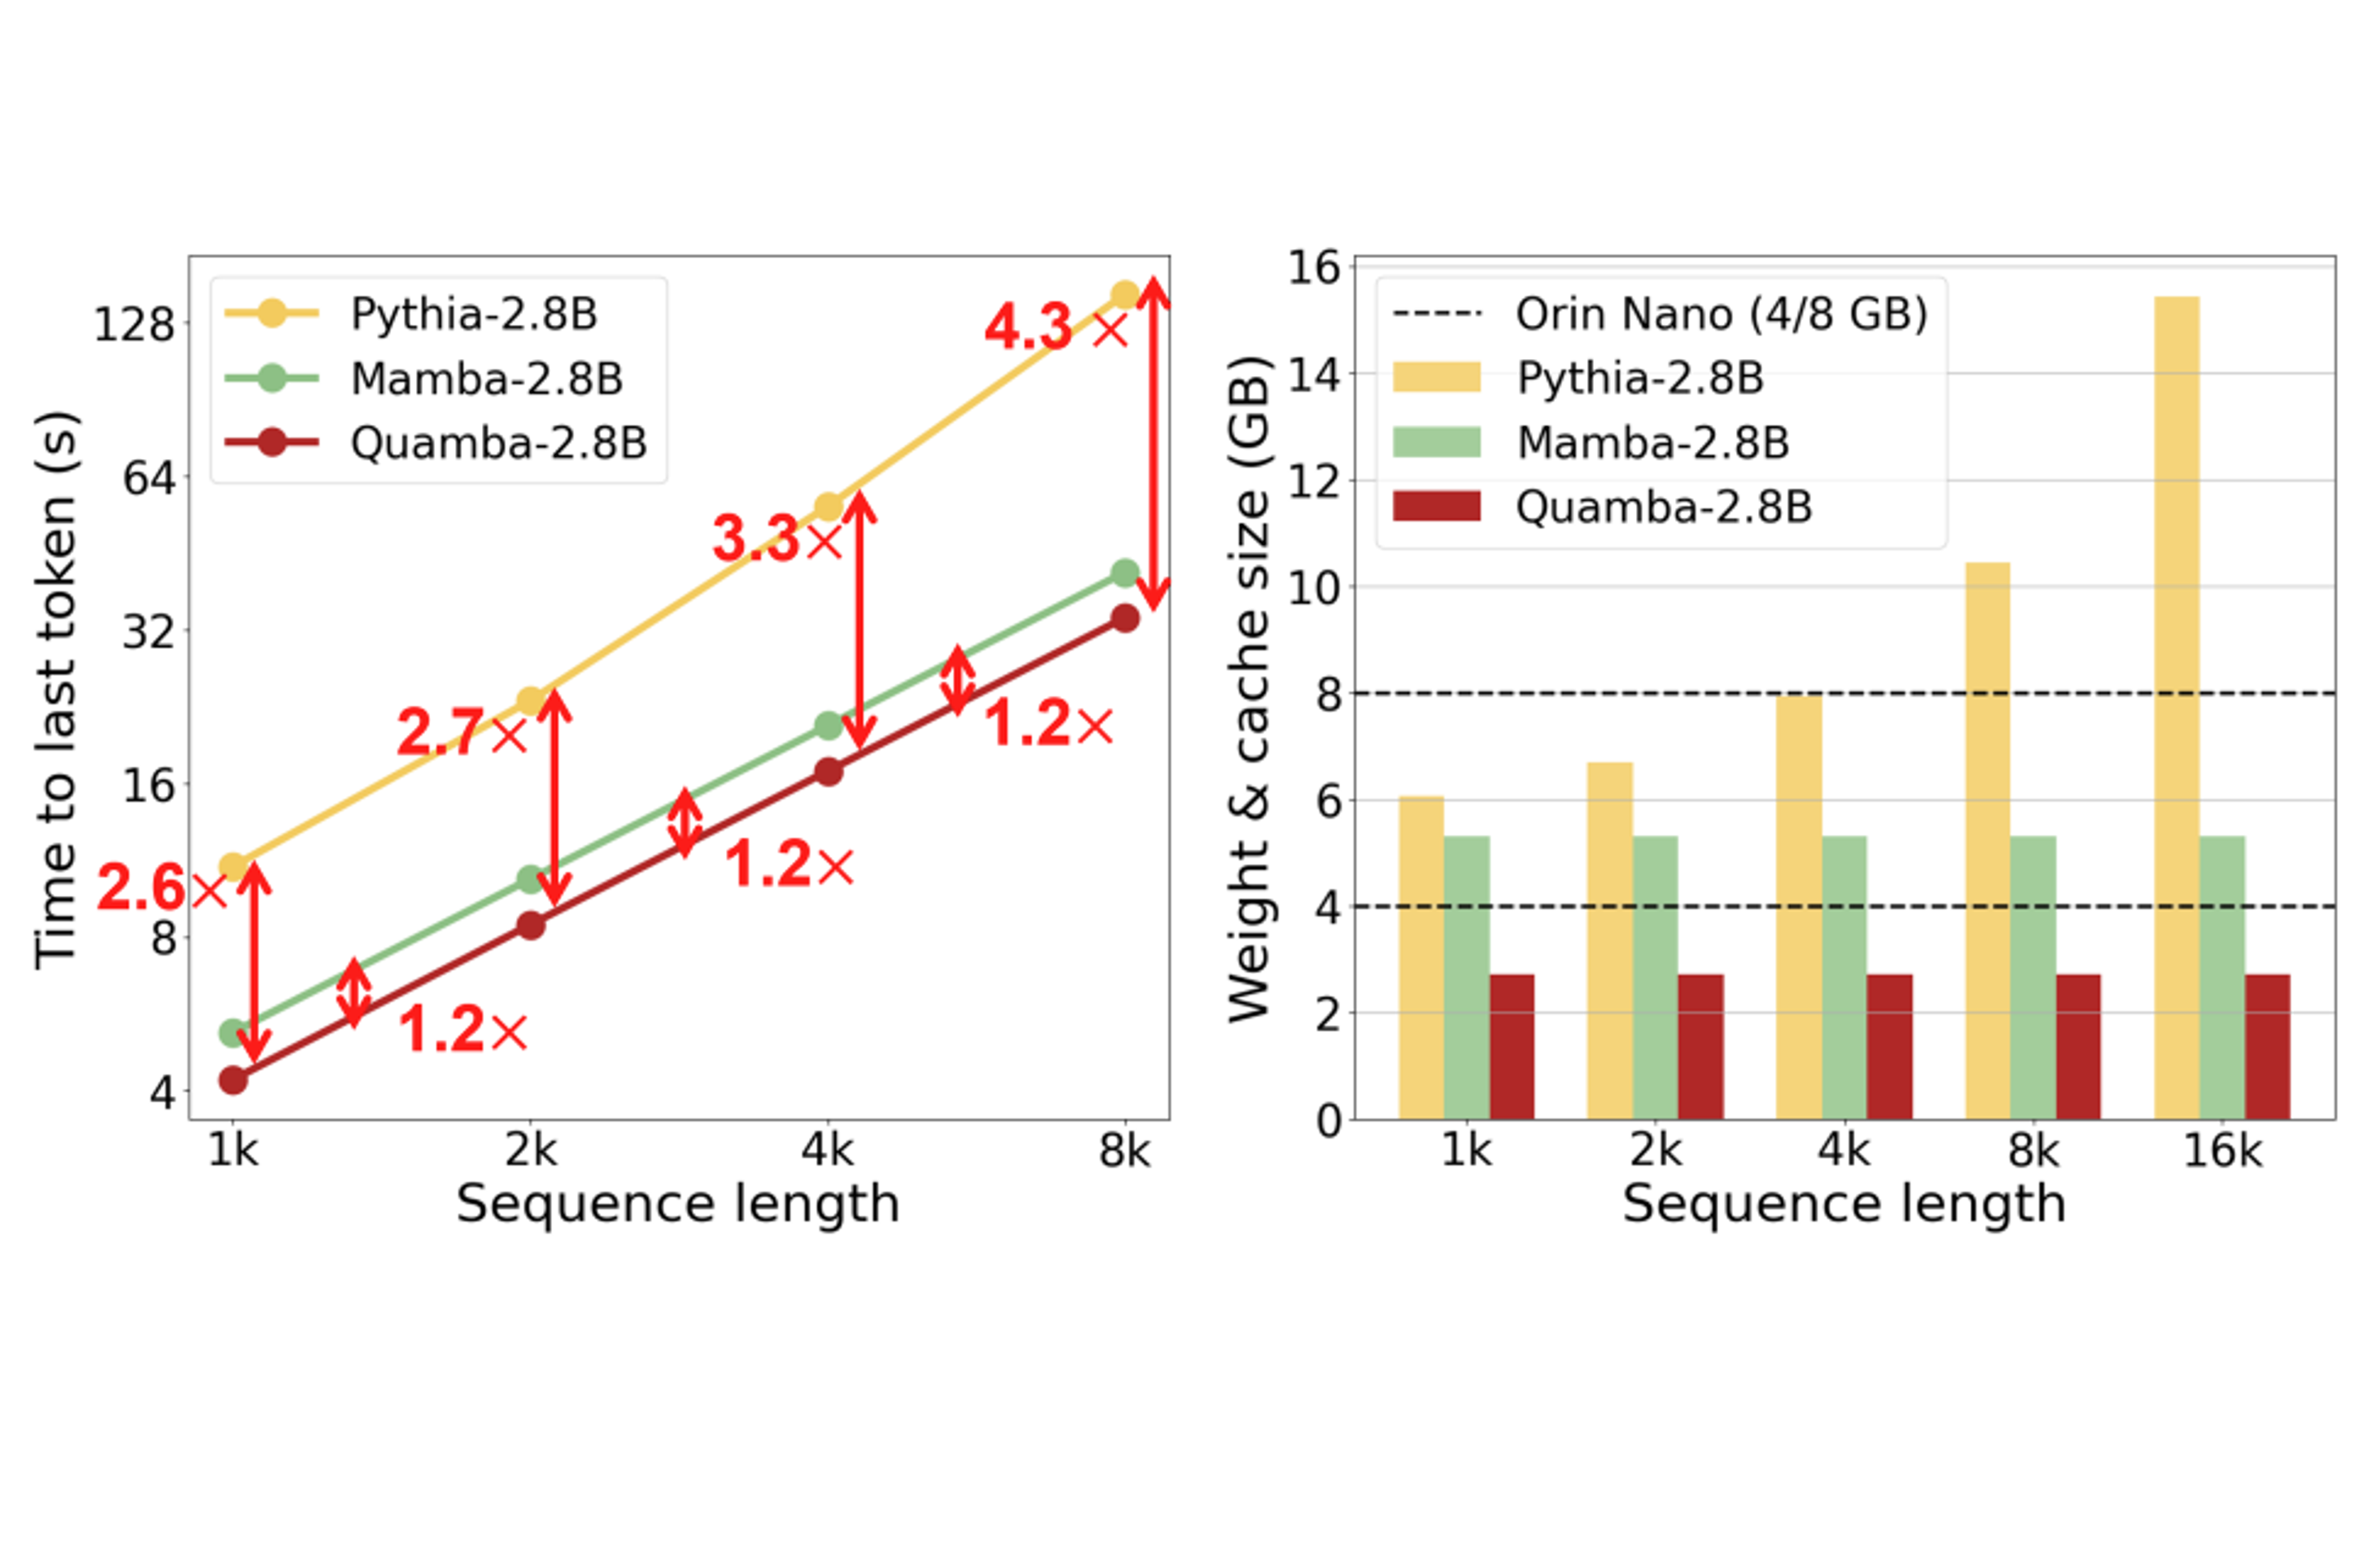 Time to last token (s)
128
64
32
16
8
4
Pythia-2.8B
Mamba-2.8B
Quamba-2.8B
4.3×
3.3×
2.7×
2.6×
1.2×
1.2×
1.2×
1k 2k 4k 8k
Sequence length
Weight & cache size (GB)
16
14
12
10
8
6
4
2
0
Orin Nano (4/8 GB)
Pythia-2.8B
Mamba-2.8B
Quamba-2.8B
1k 2k 4k 8k 16k
Sequence length